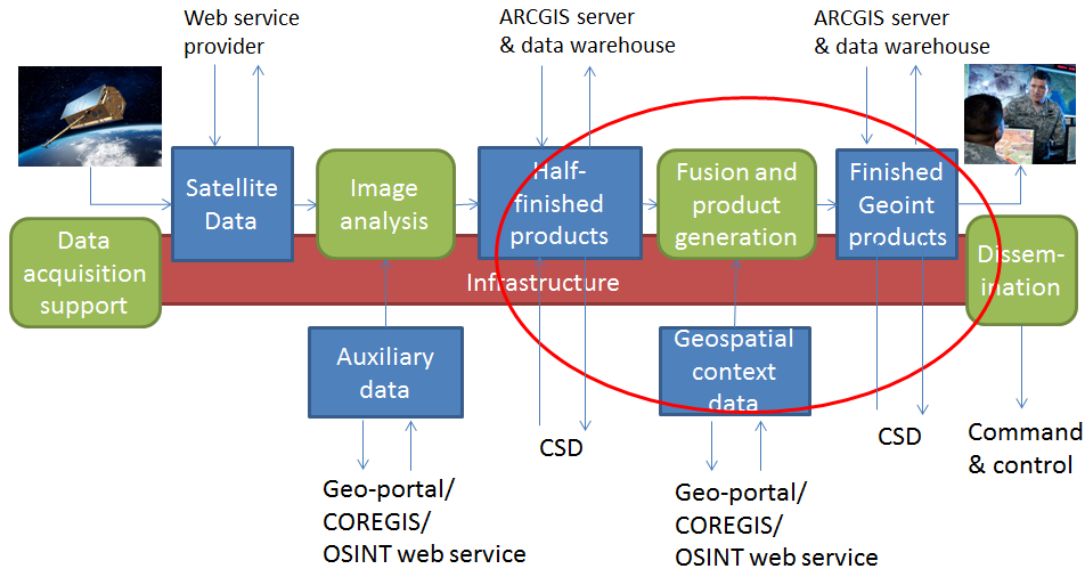 Web service
provider
ARCGIS server
& data warehouse
ARCGIS server
& data warehouse
Satellite
Data
Image
analysis
Half-
finished
products
Fusion and
product
generation
Finished
Geoint
products
Data
acquisition
support
Infrastructure
Dissem-
ination
Auxiliary
data
Geospatial
context
data
CSD
CSD
Command
& control
Geo-portal/
COREGIS/
OSINT web service
Geo-portal/
COREGIS/
OSINT web service